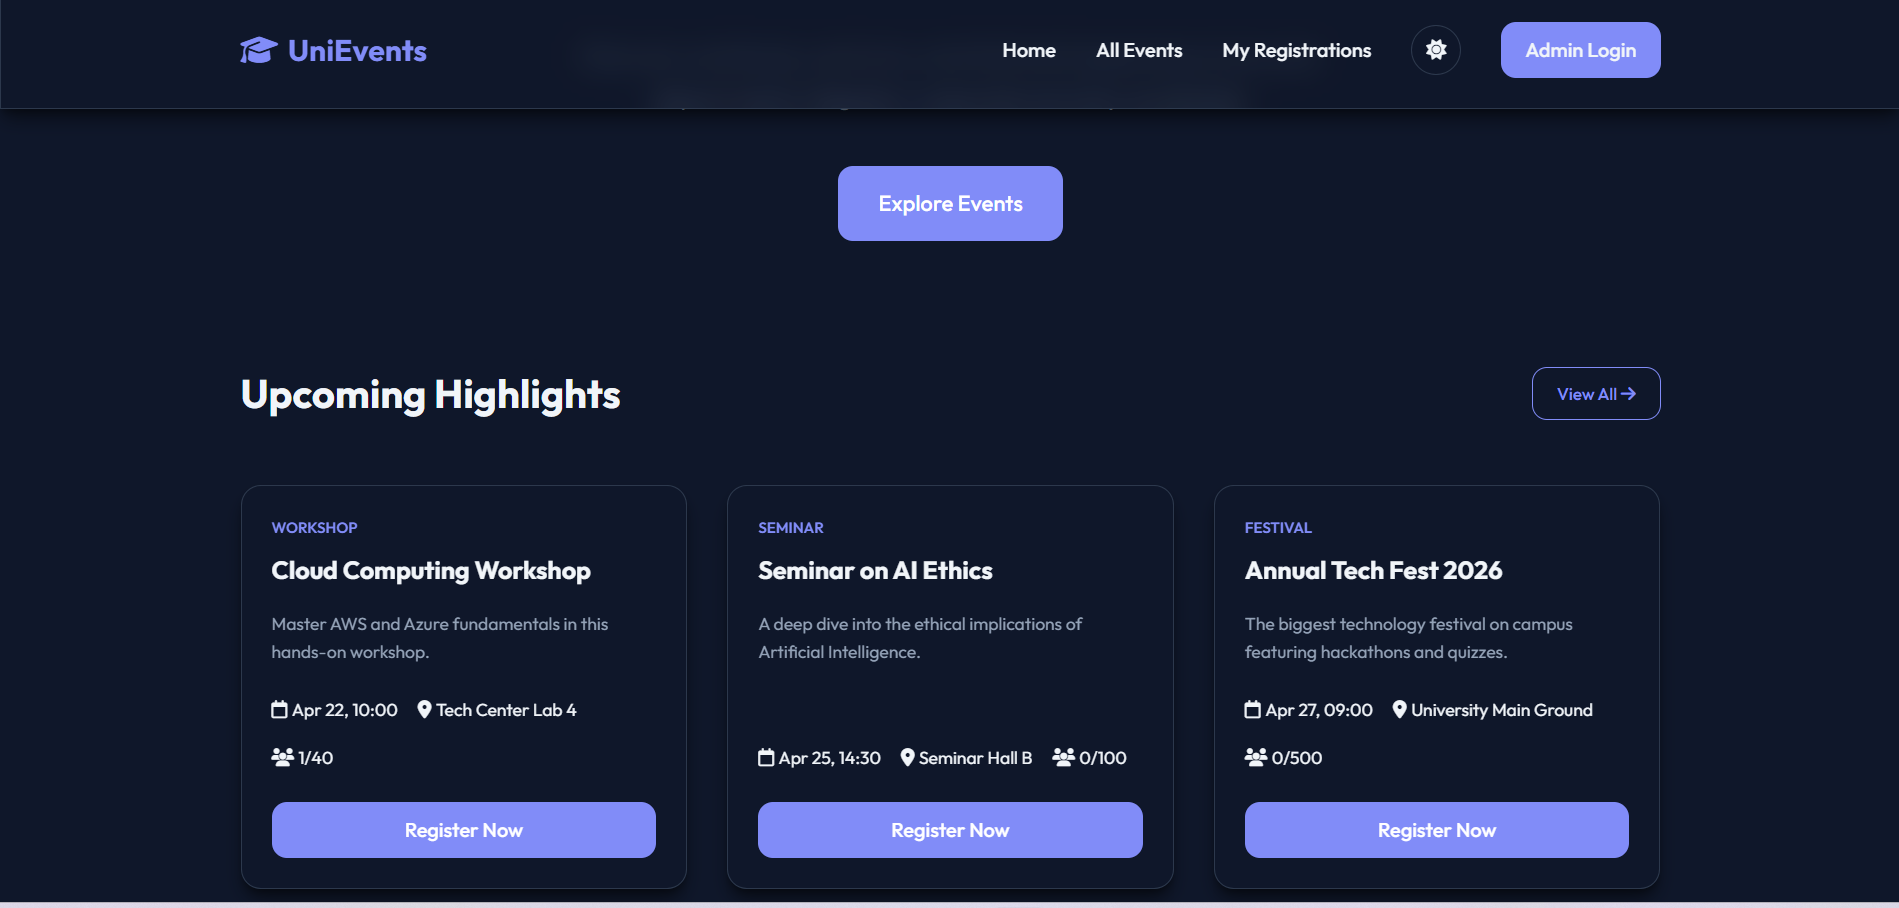 UniEvents
Home All Events My Registrations Admin Login
Explore Events
Upcoming Highlights
View All
WORKSHOP
Cloud Computing Workshop
Master AWS and Azure fundamentals in this
hands-on workshop.
Apr 22, 10:00 Tech Center Lab 4
1/40
Register Now
SEMINAR
Seminar on AI Ethics
A deep dive into the ethical implications of
Artificial Intelligence.
Apr 25, 14:30 Seminar Hall B 0/100
Register Now
FESTIVAL
Annual Tech Fest 2026
The biggest technology festival on campus
featuring hackathons and quizzes.
Apr 27, 09:00 University Main Ground
0/500
Register Now